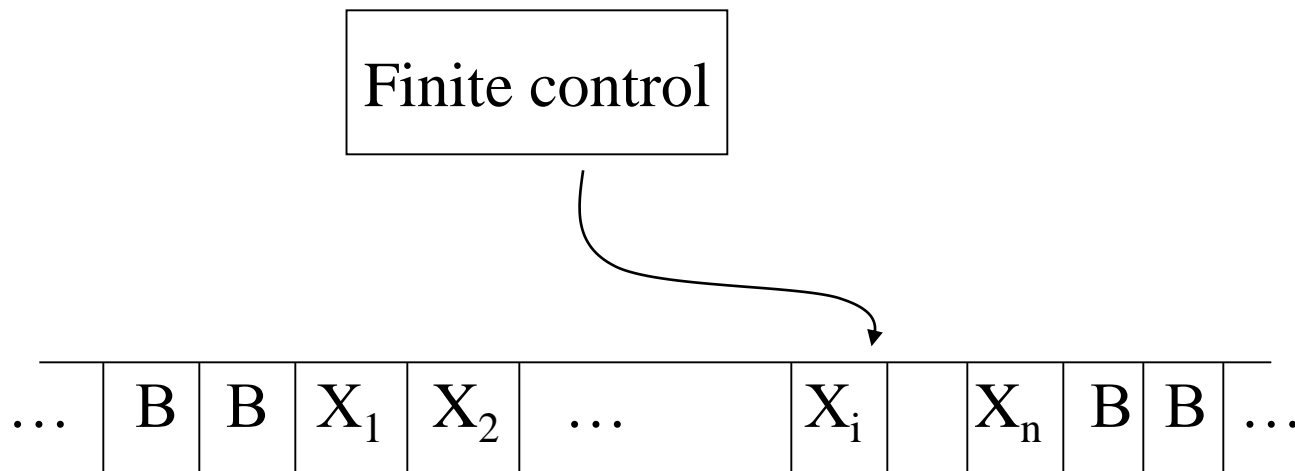 Finite control
… B B X₁ X₂ … Xᵢ Xₙ B B …